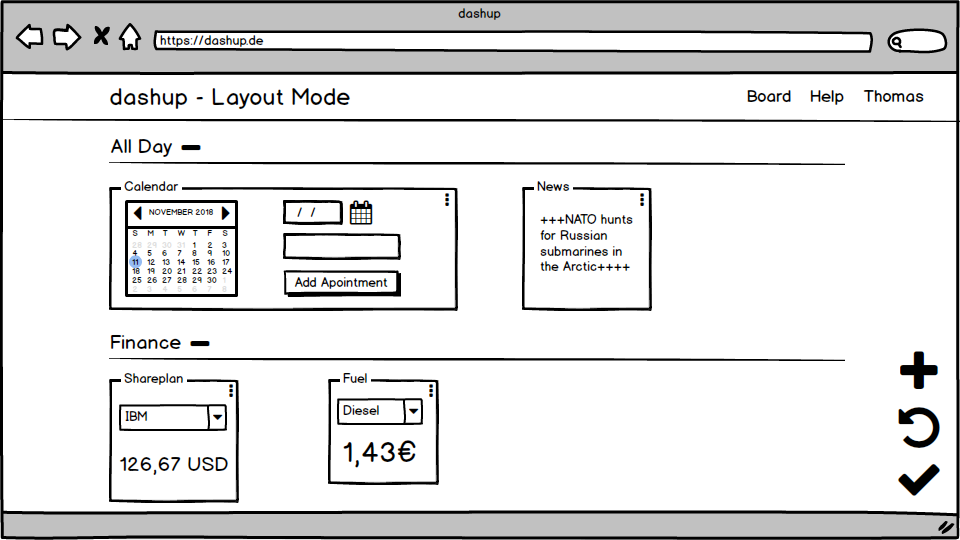 dashup
https://dashup.de
dashup - Layout Mode
Board Help Thomas
All Day
Calendar
NOVEMBER 2018
S M T W T F S
28 29 30 31 1 2 3
4 5 6 7 8 9 10
11 12 13 14 15 16 17
18 19 20 21 22 23 24
25 26 27 28 29 30 1
2 3 4 5 6 7 8
/ /
Add Apointment
News
+++NATO hunts
for Russian
submarines in
the Arctic++++
Finance
Shareplan
IBM
126,67 USD
Fuel
Diesel
1,43€